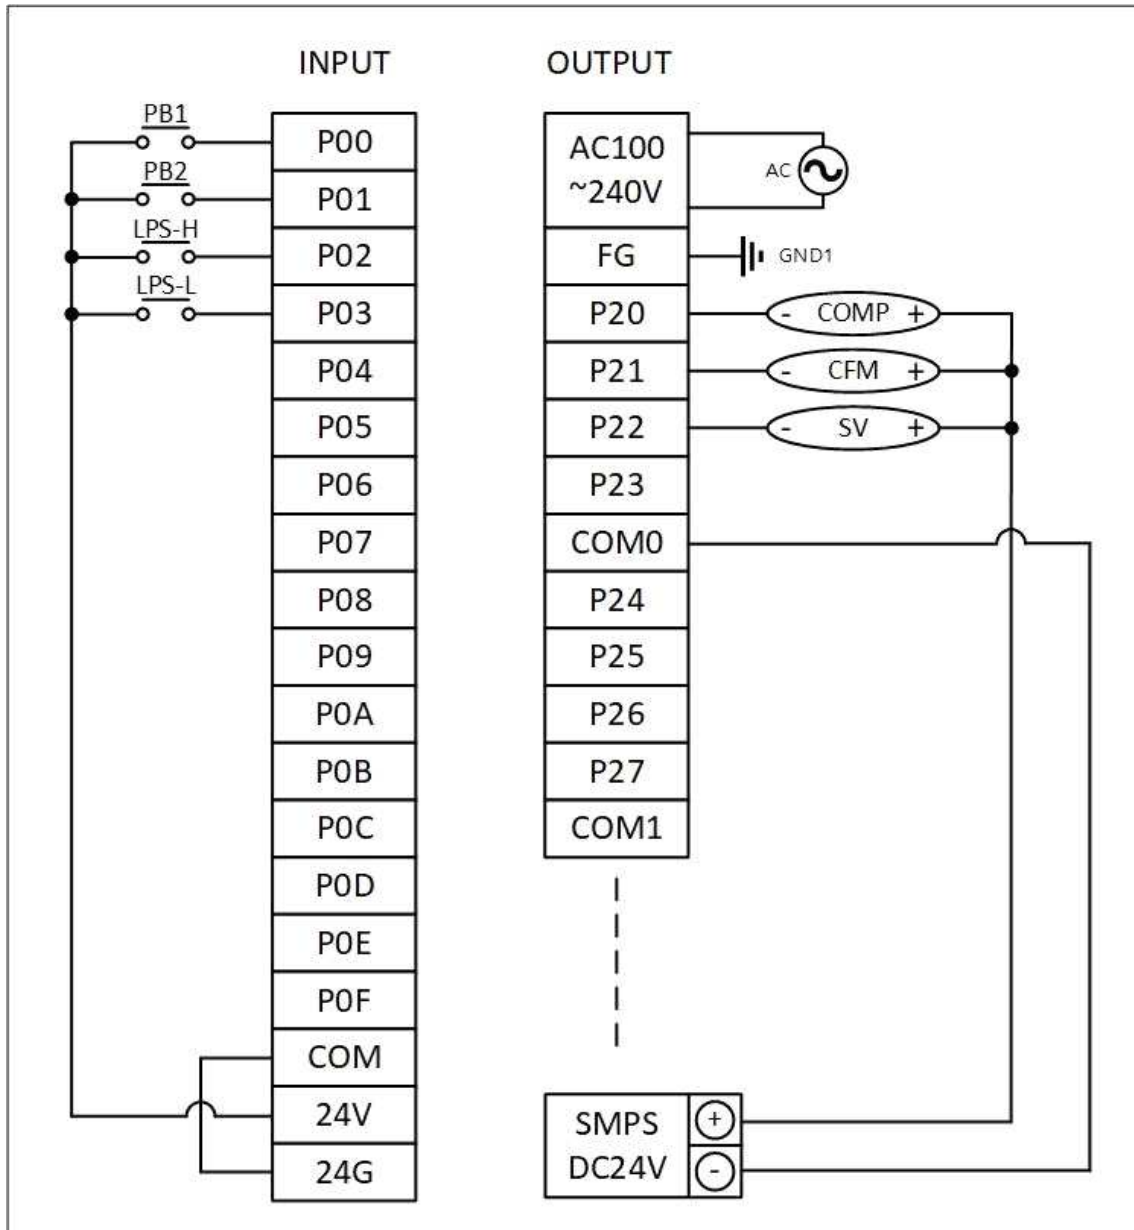 INPUT
OUTPUT
PB1
P00
PB2
P01
LPS-H
P02
LPS-L
P03
P04
P05
P06
P07
P08
P09
P0A
P0B
P0C
P0D
P0E
P0F
COM
24V
24G
AC100
~240V
AC
FG
GND1
P20
- COMP +
P21
- CFM +
P22
- SV +
P23
COM0
P24
P25
P26
P27
COM1
SMPS
DC24V
+
-